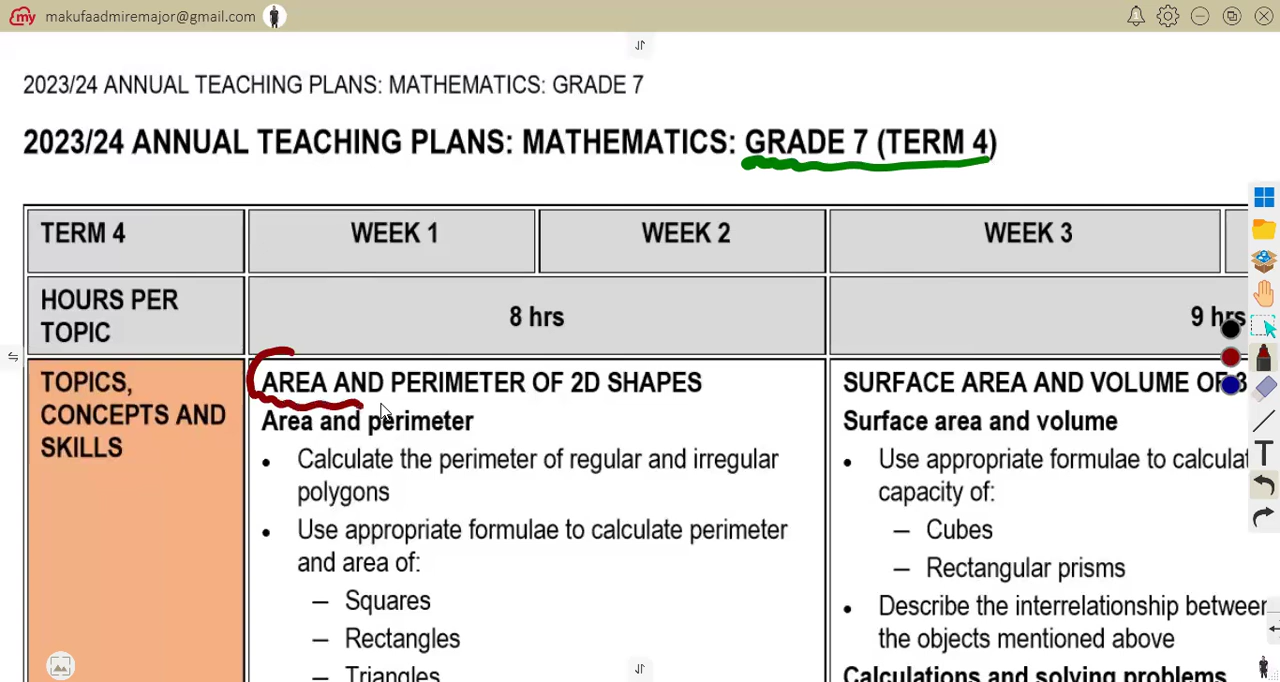 my makufaadmiremajor@gmail.com
2023/24 ANNUAL TEACHING PLANS: MATHEMATICS: GRADE 7
2023/24 ANNUAL TEACHING PLANS: MATHEMATICS: GRADE 7 (TERM 4)
TERM 4 WEEK 1 WEEK 2 WEEK 3
HOURS PER
TOPIC
8 hrs 9 hrs
TOPICS,
CONCEPTS AND
SKILLS
AREA AND PERIMETER OF 2D SHAPES
Area and perimeter
• Calculate the perimeter of regular and irregular
polygons
• Use appropriate formulae to calculate perimeter
and area of:
– Squares
– Rectangles
– Triangles
SURFACE AREA AND VOLUME OF 3
Surface area and volume
• Use appropriate formulae to calculat
capacity of:
– Cubes
– Rectangular prisms
• Describe the interrelationship between
the objects mentioned above
Calculations and solving problems
T